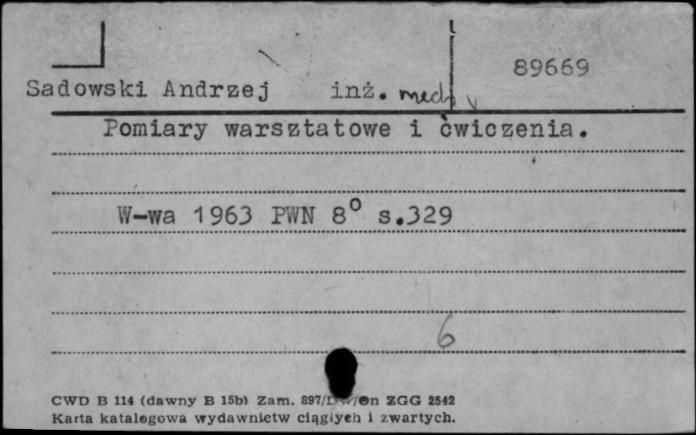 89669
Sadowski Andrzej inż. mech
Pomiary warsztatowe i ćwiczenia.
W-wa 1963 PWN 8° s.329
6
CWD B 114 (dawny B 15b) Zam. 897/ ZGG 2542
Karta katalogowa wydawnictw ciągłych i zwartych.